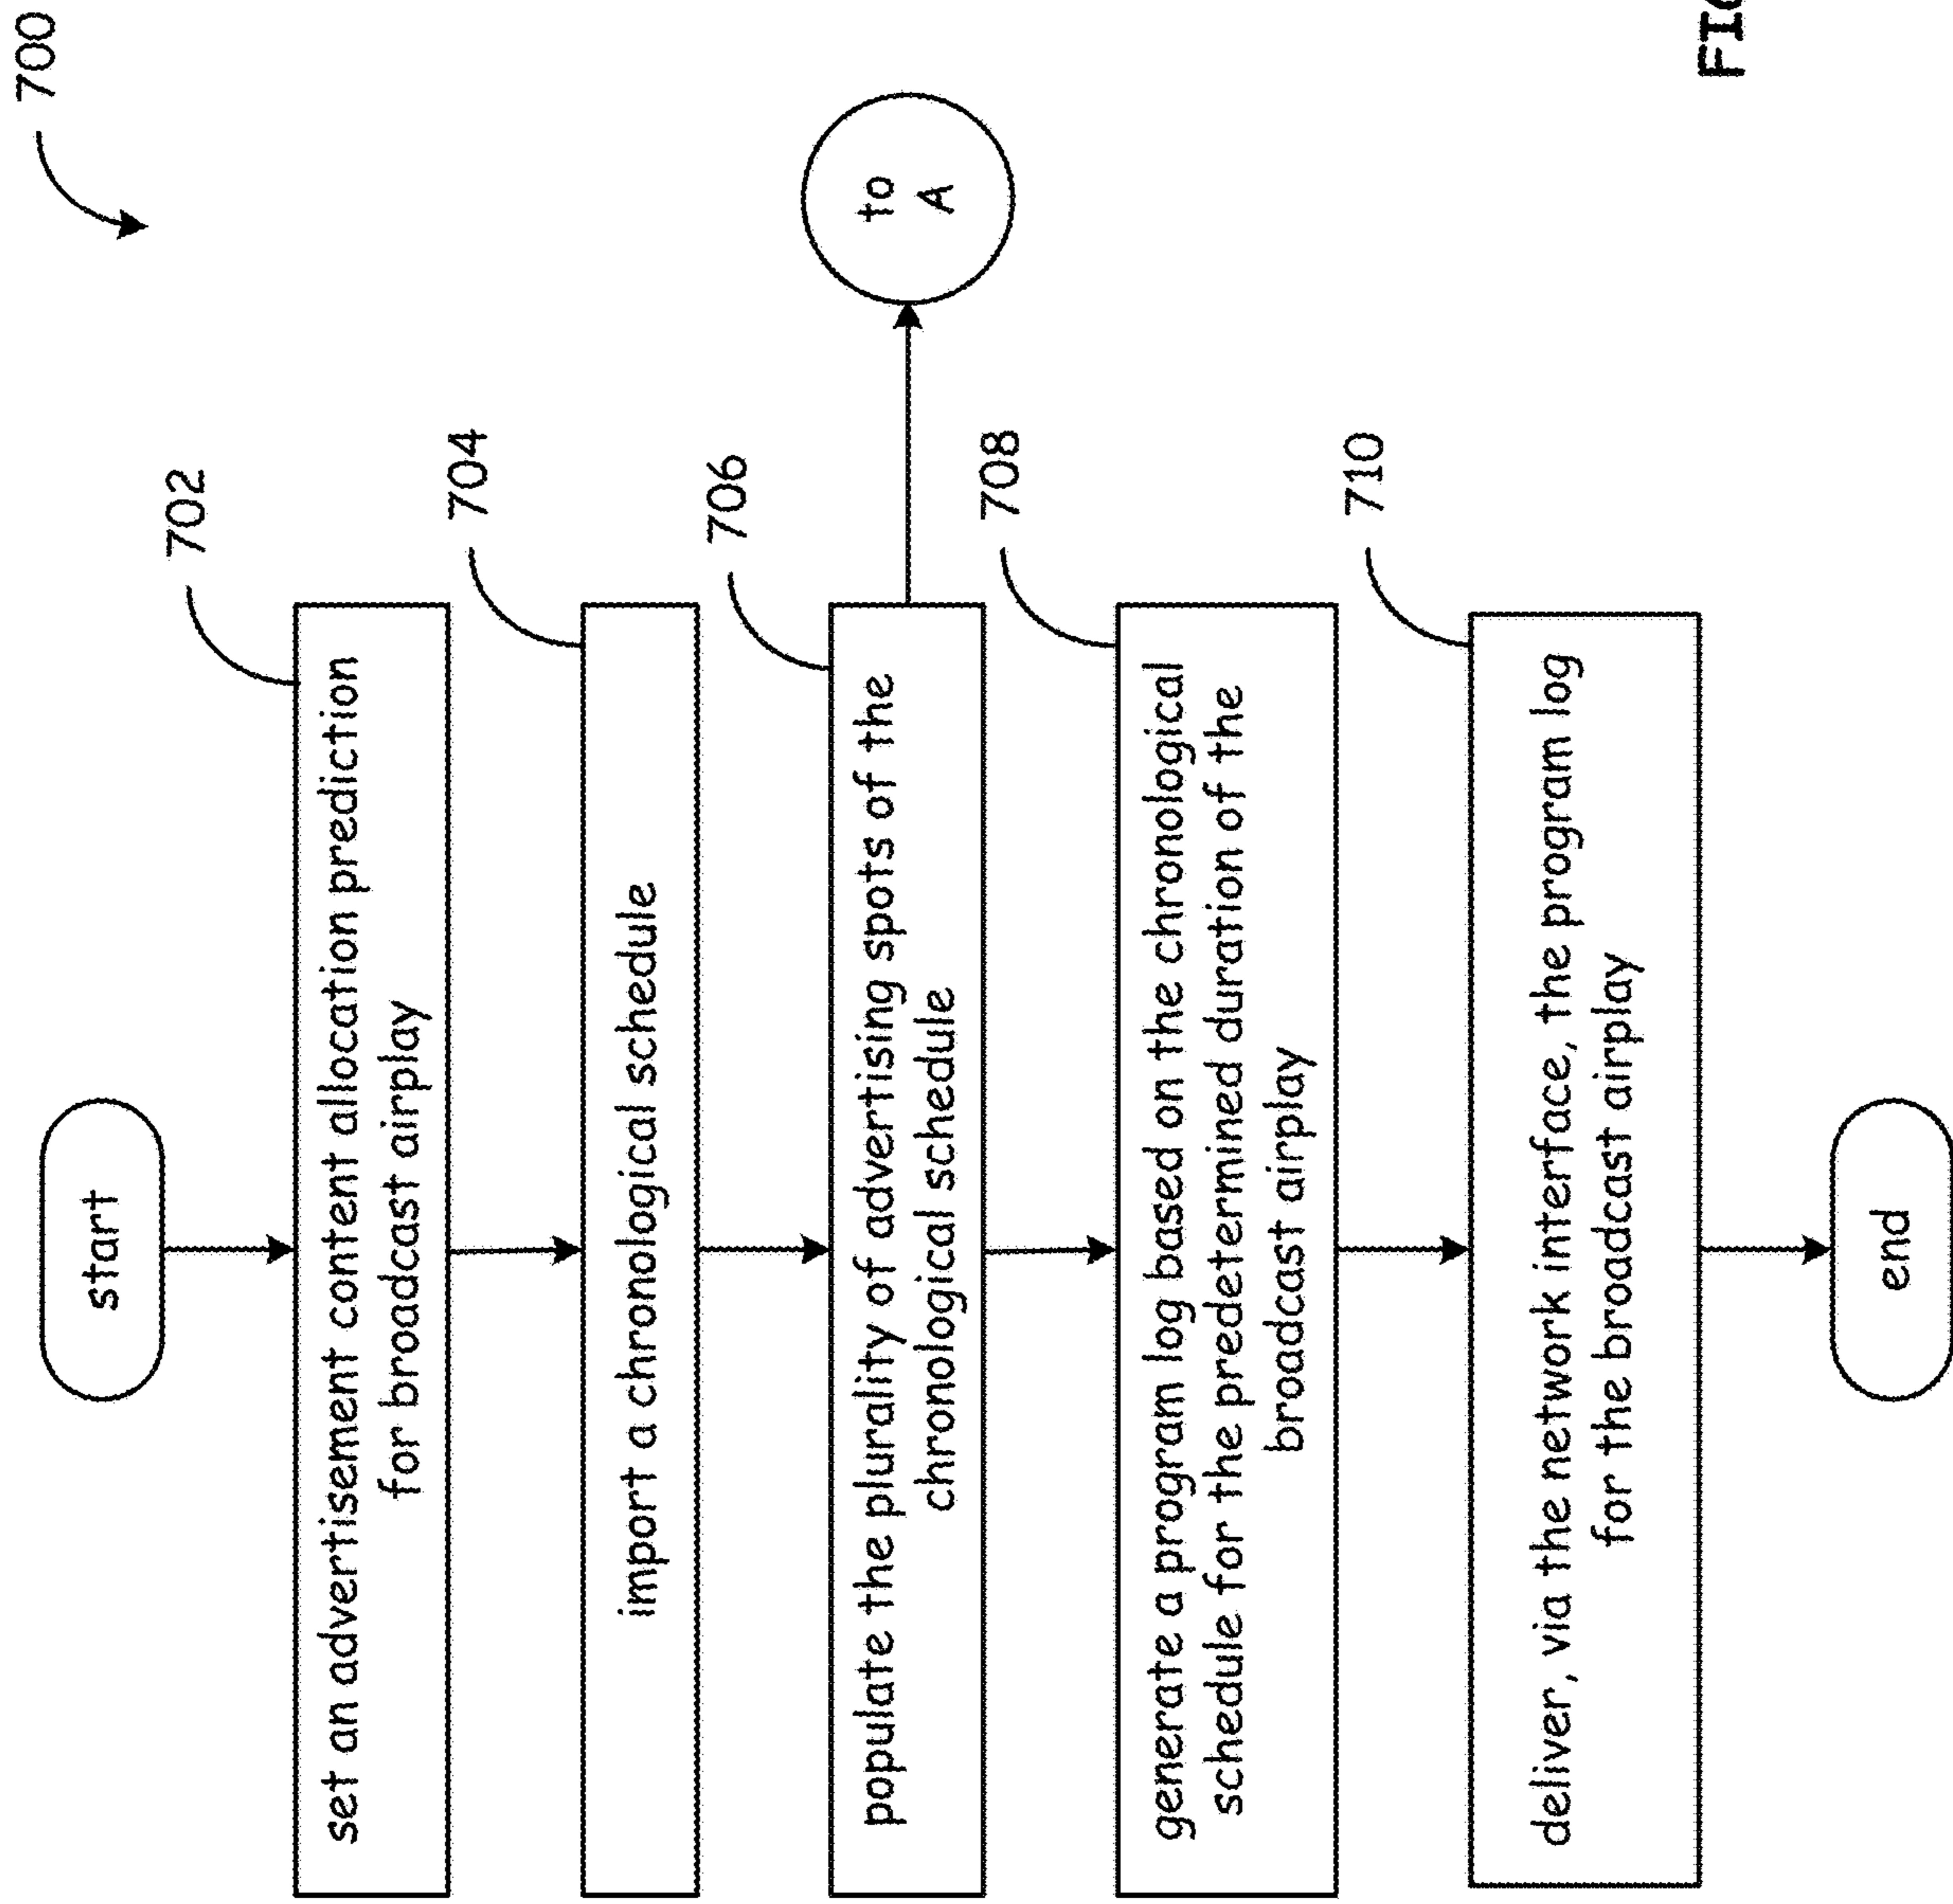 700
start
702
set an advertisement content allocation prediction
for broadcast airplay
704
import a chronological schedule
706
populate the plurality of advertising spots of the
chronological schedule
to
A
708
generate a program log based on the chronological
schedule for the predetermined duration of the
broadcast airplay
710
deliver, via the network interface, the program log
for the broadcast airplay
end